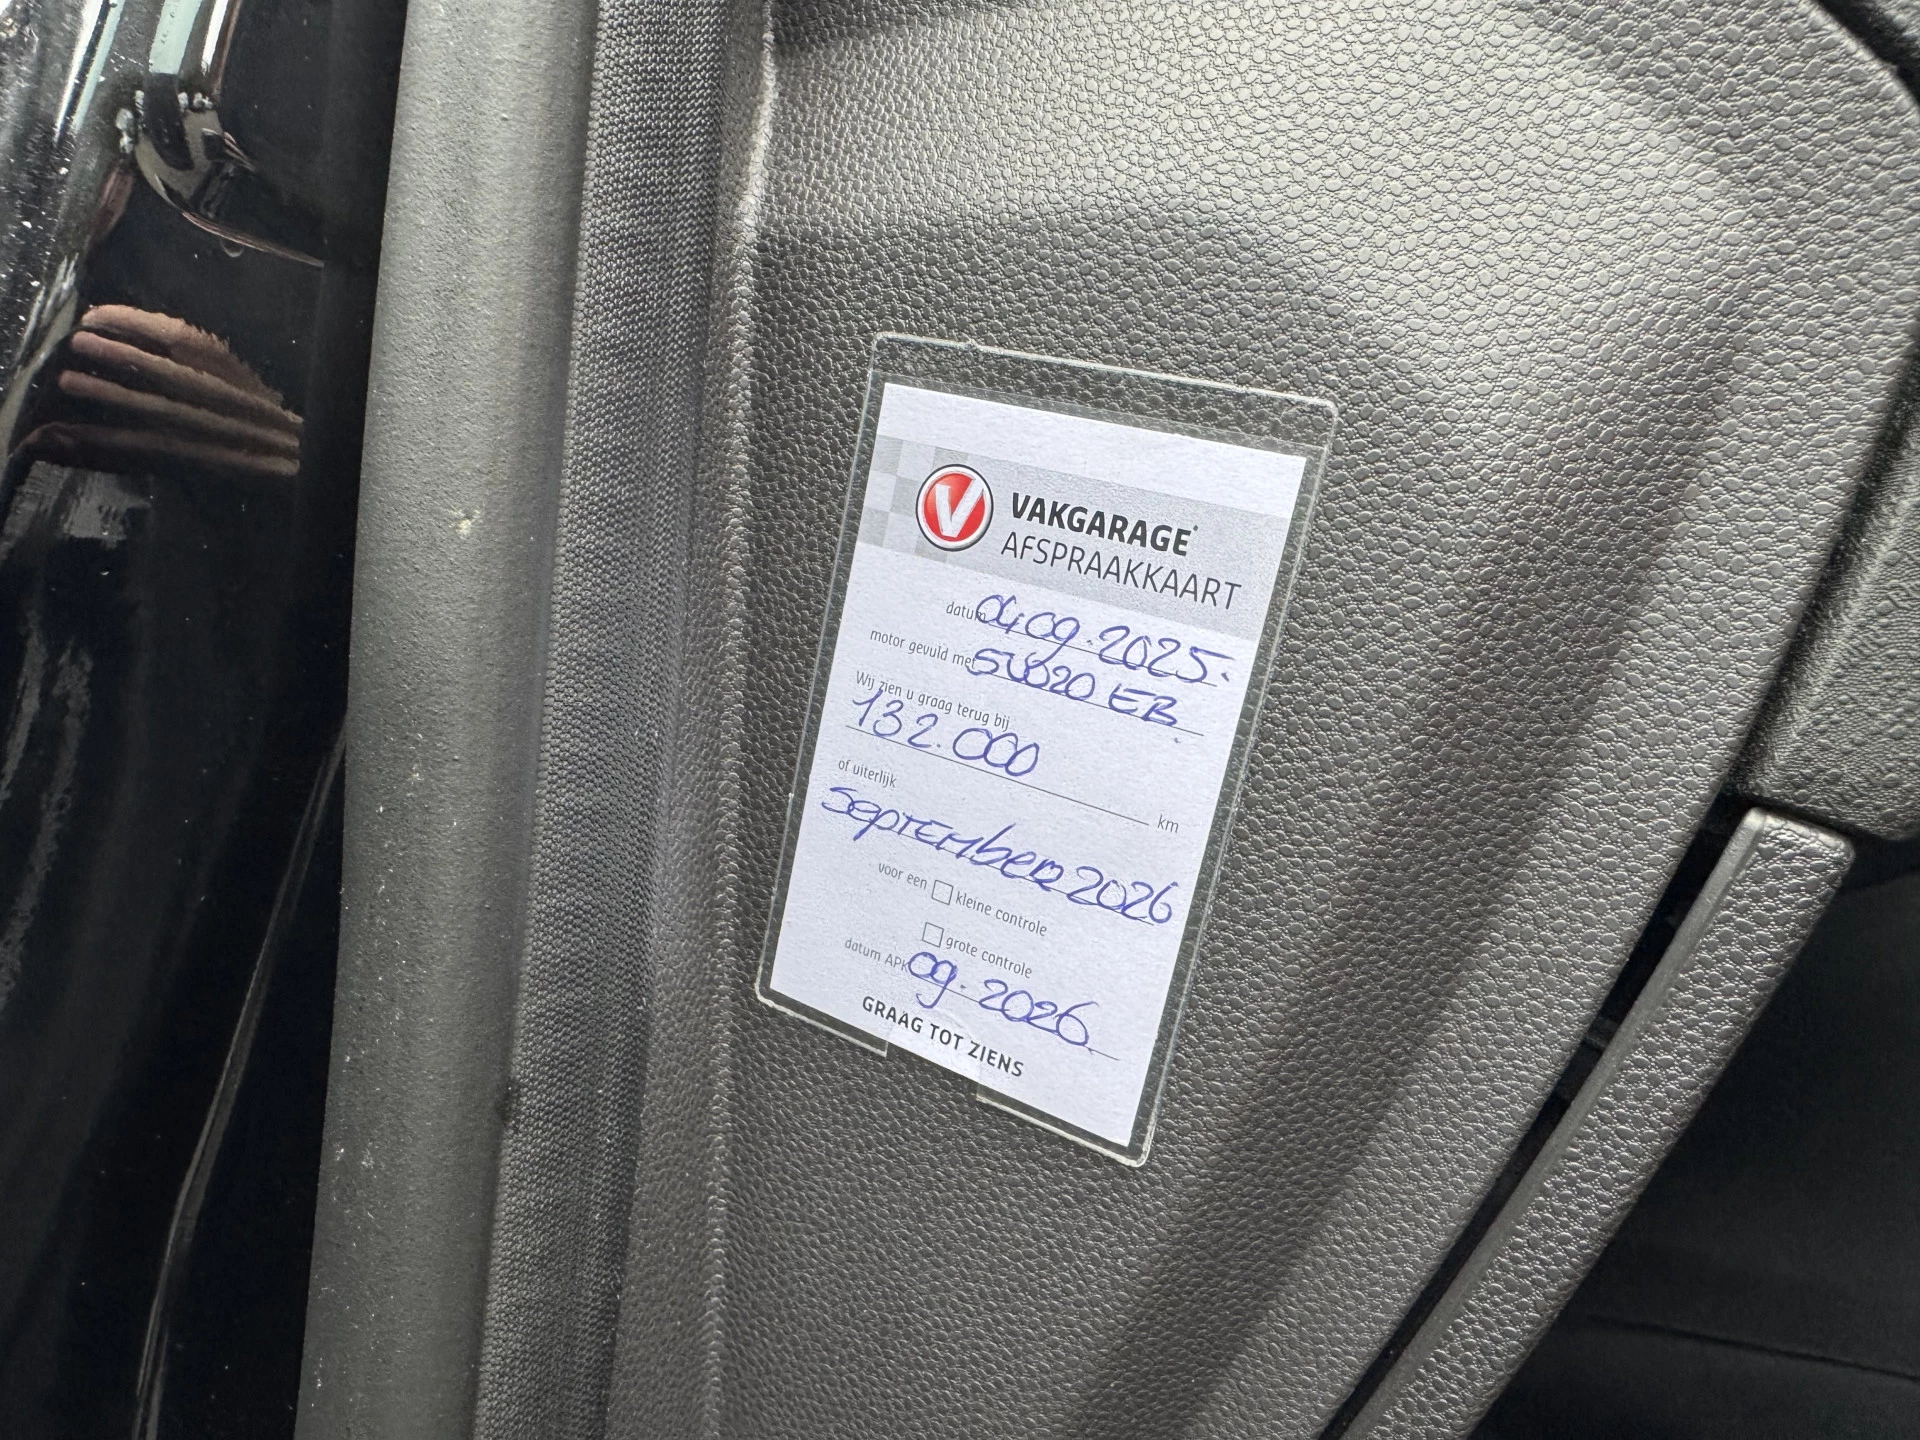 V VAKGARAGE
AFSPRAAKKAART
datum 04.09.2025.
motor gevuld met 5W20 EB
Wij zien u graag terug bij
132.000 km
of uiterlijk
September 2026
voor een kleine controle
grote controle
datum APK 09.2026
GRAAG TOT ZIENS